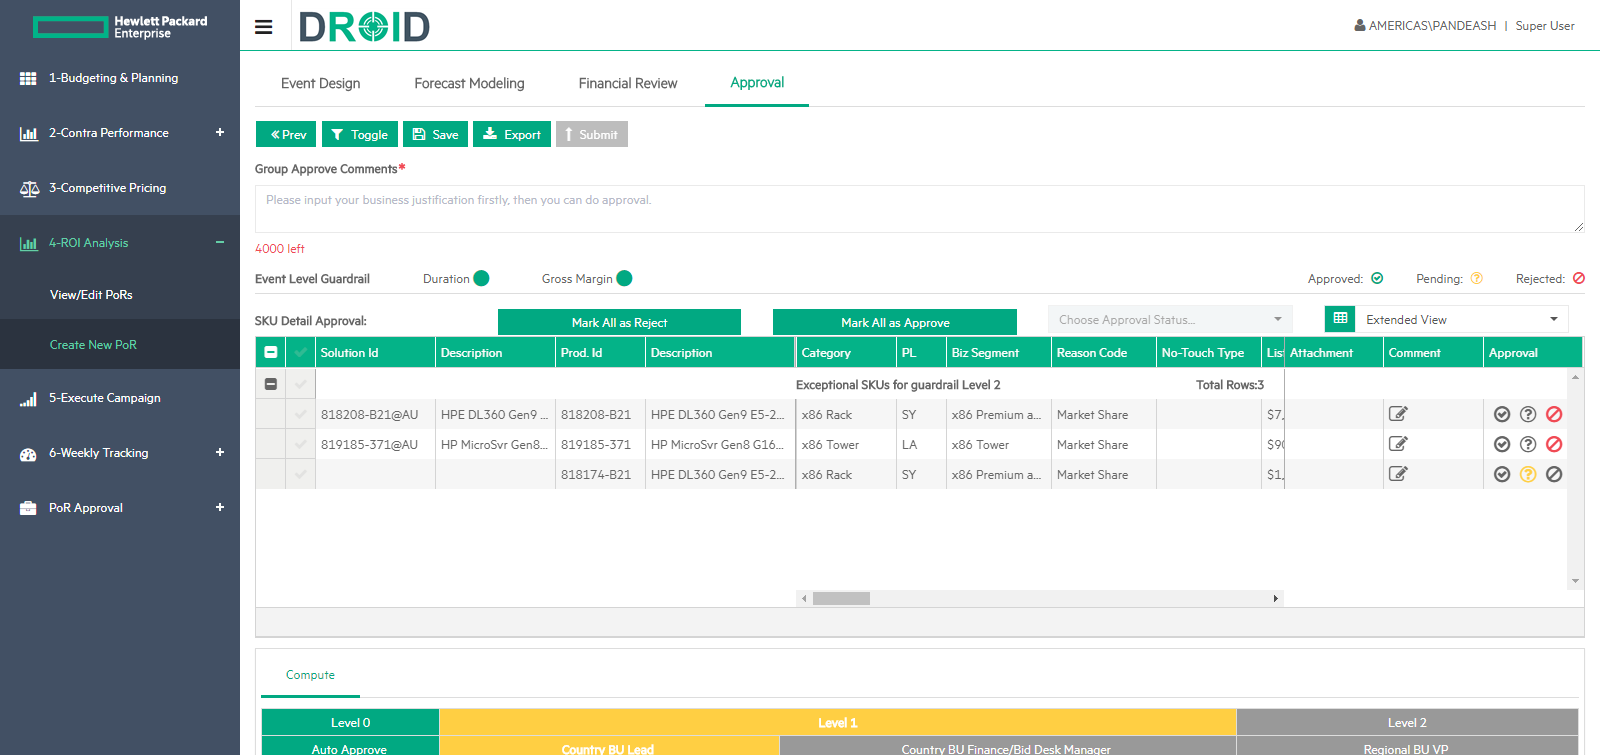 Hewlett Packard
Enterprise
DROID
AMERICAS\PANDEASH | Super User
1-Budgeting & Planning
2-Contra Performance +
3-Competitive Pricing
4-ROI Analysis −
View/Edit PoRs
Create New PoR
5-Execute Campaign
6-Weekly Tracking +
PoR Approval +
Event Design Forecast Modeling Financial Review Approval
Prev Toggle Save Export Submit
Group Approve Comments*
Please input your business justification firstly, then you can do approval.
4000 left
Event Level Guardrail Duration Gross Margin Approved: Pending: Rejected:
SKU Detail Approval: Mark All as Reject Mark All as Approve Choose Approval Status... Extended View
Solution Id Description Prod. Id Description Category PL Biz Segment Reason Code No-Touch Type Lis Attachment Comment Approval
Exceptional SKUs for guardrail Level 2 Total Rows:3
818208-B21@AU HPE DL360 Gen9 ... 818208-B21 HPE DL360 Gen9 E5-2... x86 Rack SY x86 Premium a... Market Share $7,
819185-371@AU HP MicroSvr Gen8... 819185-371 HP MicroSvr Gen8 G16... x86 Tower LA x86 Tower Market Share $90
818174-B21 HPE DL360 Gen9 E5-2... x86 Rack SY x86 Premium a... Market Share $1,
Compute
Level 0 Level 1 Level 2
Auto Approve Country BU Lead Country BU Finance/Bid Desk Manager Regional BU VP